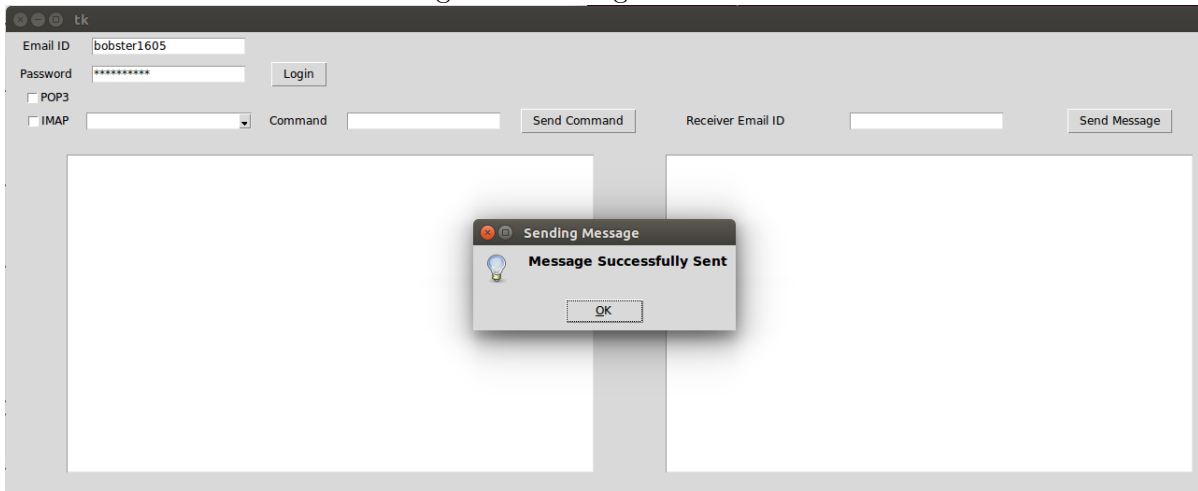 tk
Email ID bobster1605
Password **********  Login
POP3
IMAP Command Send Command Receiver Email ID Send Message
Sending Message
Message Successfully Sent
OK